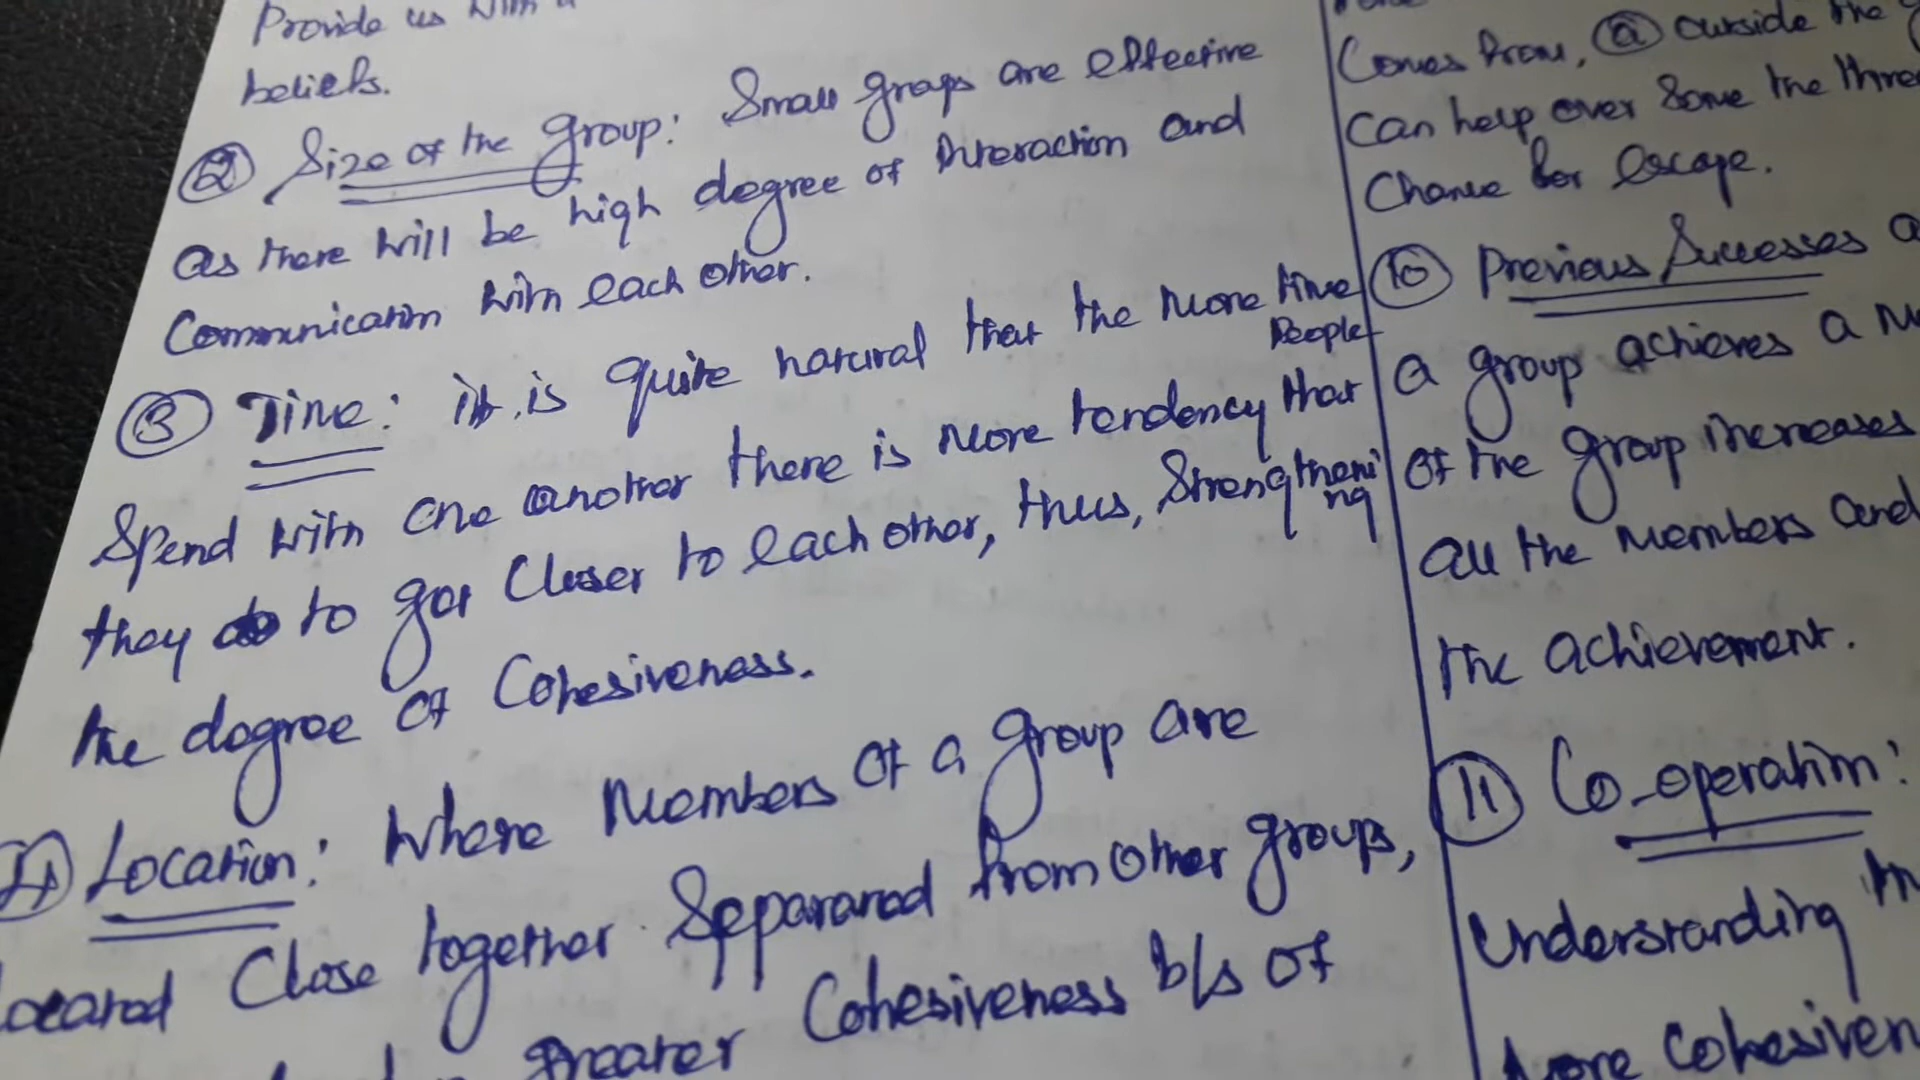 Provide us with a
beliefs.
② Size of the group: Small groups are effective
as there will be high degree of interaction and
Communication with each other.
③ Time: it is quite natural that the more time
People
Spend with one another there is more tendency that
they to get Closer to each other, thus, Strengthening
the degree of Cohesiveness.
④ Location: Where Members of a group are
located Close together Separated from other groups,
greater Cohesiveness b/s of
Comes from, ⓐ outside the
Can help over Some the
Chance for escape.
⑩ Previous Successes
a group achieves a
of the group increases
all the Members and
the achievement.
⑪ Co-operation:
Understanding
More Cohesiven